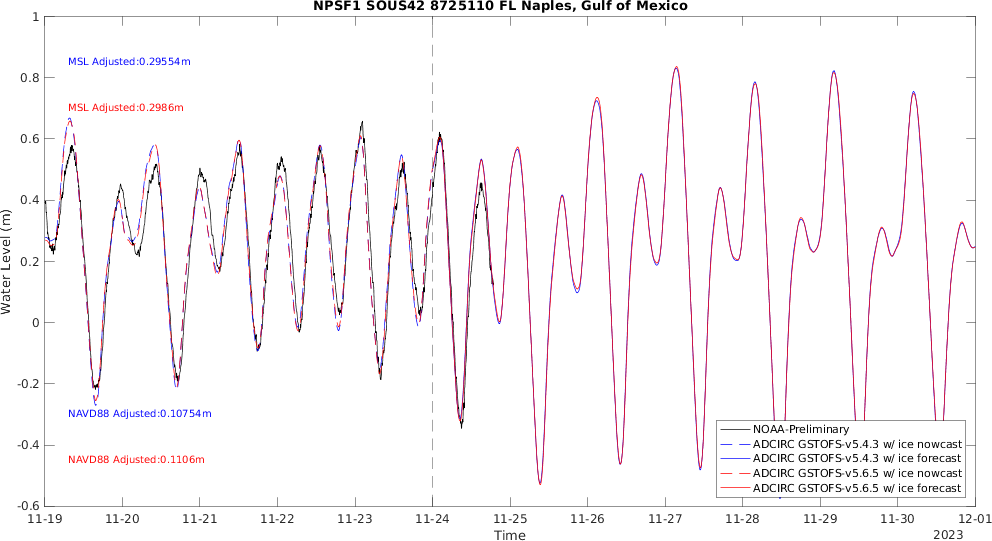 NPSF1 SOUS42 8725110 FL Naples, Gulf of Mexico
1
0.8
0.6
0.4
0.2
0
-0.2
-0.4
-0.6
Water Level (m)
MSL Adjusted:0.29554m
MSL Adjusted:0.2986m
NAVD88 Adjusted:0.10754m
NAVD88 Adjusted:0.1106m
NOAA-Preliminary
ADCIRC GSTOFS-v5.4.3 w/ ice nowcast
ADCIRC GSTOFS-v5.4.3 w/ ice forecast
ADCIRC GSTOFS-v5.6.5 w/ ice nowcast
ADCIRC GSTOFS-v5.6.5 w/ ice forecast
11-19 11-20 11-21 11-22 11-23 11-24 11-25 11-26 11-27 11-28 11-29 11-30 12-01
Time
2023